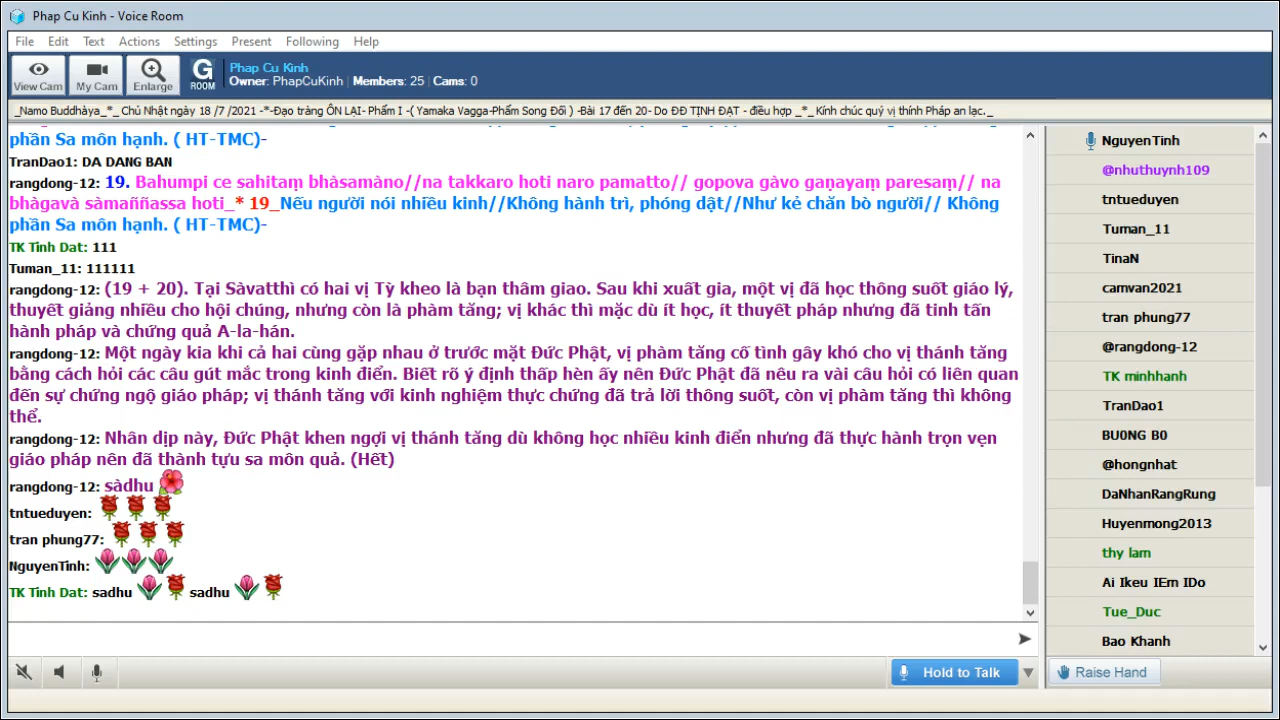 Phap Cu Kinh - Voice Room
File Edit Text Actions Settings Present Following Help
View Cam My Cam Enlarge G ROOM
Phap Cu Kinh
Owner: PhapCuKinh | Members: 25 | Cams: 0
_Namo Buddhàya_*_ Chủ Nhật ngày 18 /7 /2021 -*-Đạo tràng ÔN LẠI- Phẩm I -( Yamaka Vagga-Phẩm Song Đối ) -Bài 17 đến 20- Do ĐĐ TỊNH ĐẠT - điều hợp _*_ Kính chúc quý vị thính Pháp an lạc._
phần Sa môn hạnh. ( HT-TMC)-
TranDao1: DA DANG BAN
rangdong-12: 19. Bahumpi ce sahitaṃ bhàsamàno//na takkaro hoti naro pamatto// gopova gàvo gaṇayaṃ paresaṃ// na
bhàgavà sàmaññassa hoti_* 19_Nếu người nói nhiều kinh//Không hành trì, phóng dật//Như kẻ chăn bò người// Không
phần Sa môn hạnh. ( HT-TMC)-
TK Tinh Dat: 111
Tuman_11: 111111
rangdong-12: (19 + 20). Tại Sàvatthì có hai vị Tỳ kheo là bạn thâm giao. Sau khi xuất gia, một vị đã học thông suốt giáo lý,
thuyết giảng nhiều cho hội chúng, nhưng còn là phàm tăng; vị khác thì mặc dù ít học, ít thuyết pháp nhưng đã tinh tấn
hành pháp và chứng quả A-la-hán.
rangdong-12: Một ngày kia khi cả hai cùng gặp nhau ở trước mặt Đức Phật, vị phàm tăng cố tình gây khó cho vị thánh tăng
bằng cách hỏi các câu gút mắc trong kinh điển. Biết rõ ý định thấp hèn ấy nên Đức Phật đã nêu ra vài câu hỏi có liên quan
đến sự chứng ngộ giáo pháp; vị thánh tăng với kinh nghiệm thực chứng đã trả lời thông suốt, còn vị phàm tăng thì không
thể.
rangdong-12: Nhân dịp này, Đức Phật khen ngợi vị thánh tăng dù không học nhiều kinh điển nhưng đã thực hành trọn vẹn
giáo pháp nên đã thành tựu sa môn quả. (Hết)
rangdong-12: sàdhu
tntueduyen:
tran phung77:
NguyenTinh:
TK Tinh Dat: sadhu sadhu
Hold to Talk
NguyenTinh
@nhuthuynh109
tntueduyen
Tuman_11
TinaN
camvan2021
tran phung77
@rangdong-12
TK minhhanh
TranDao1
BU0NG B0
@hongnhat
DaNhanRangRung
Huyenmong2013
thy lam
Ai Ikeu IEm IDo
Tue_Duc
Bao Khanh
Raise Hand